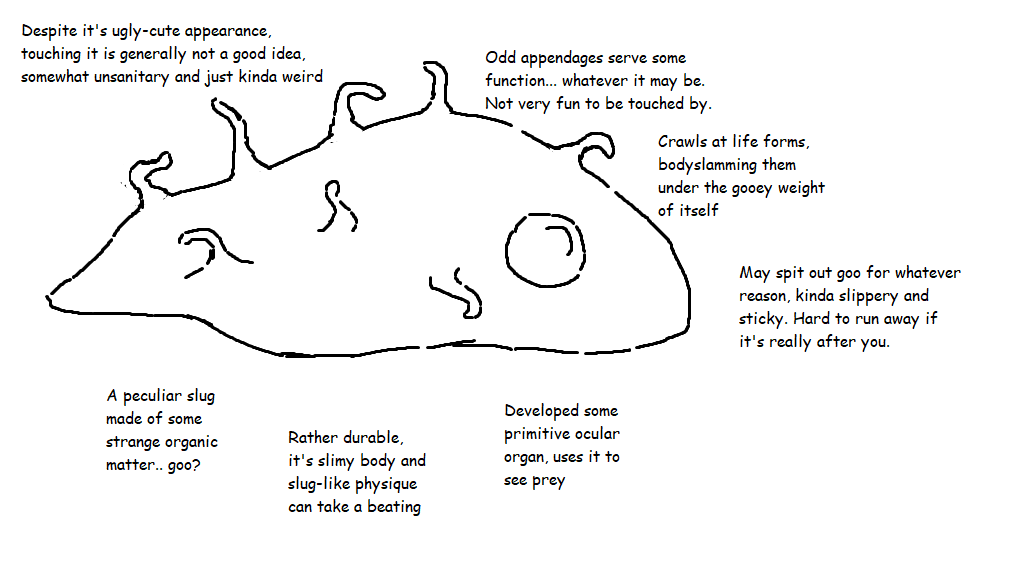 Despite it's ugly-cute appearance,
touching it is generally not a good idea,
somewhat unsanitary and just kinda weird
Odd appendages serve some
function... whatever it may be.
Not very fun to be touched by.
Crawls at life forms,
bodyslamming them
under the gooey weight
of itself
May spit out goo for whatever
reason, kinda slippery and
sticky. Hard to run away if
it's really after you.
A peculiar slug
made of some
strange organic
matter.. goo?
Rather durable,
it's slimy body and
slug-like physique
can take a beating
Developed some
primitive ocular
organ, uses it to
see prey